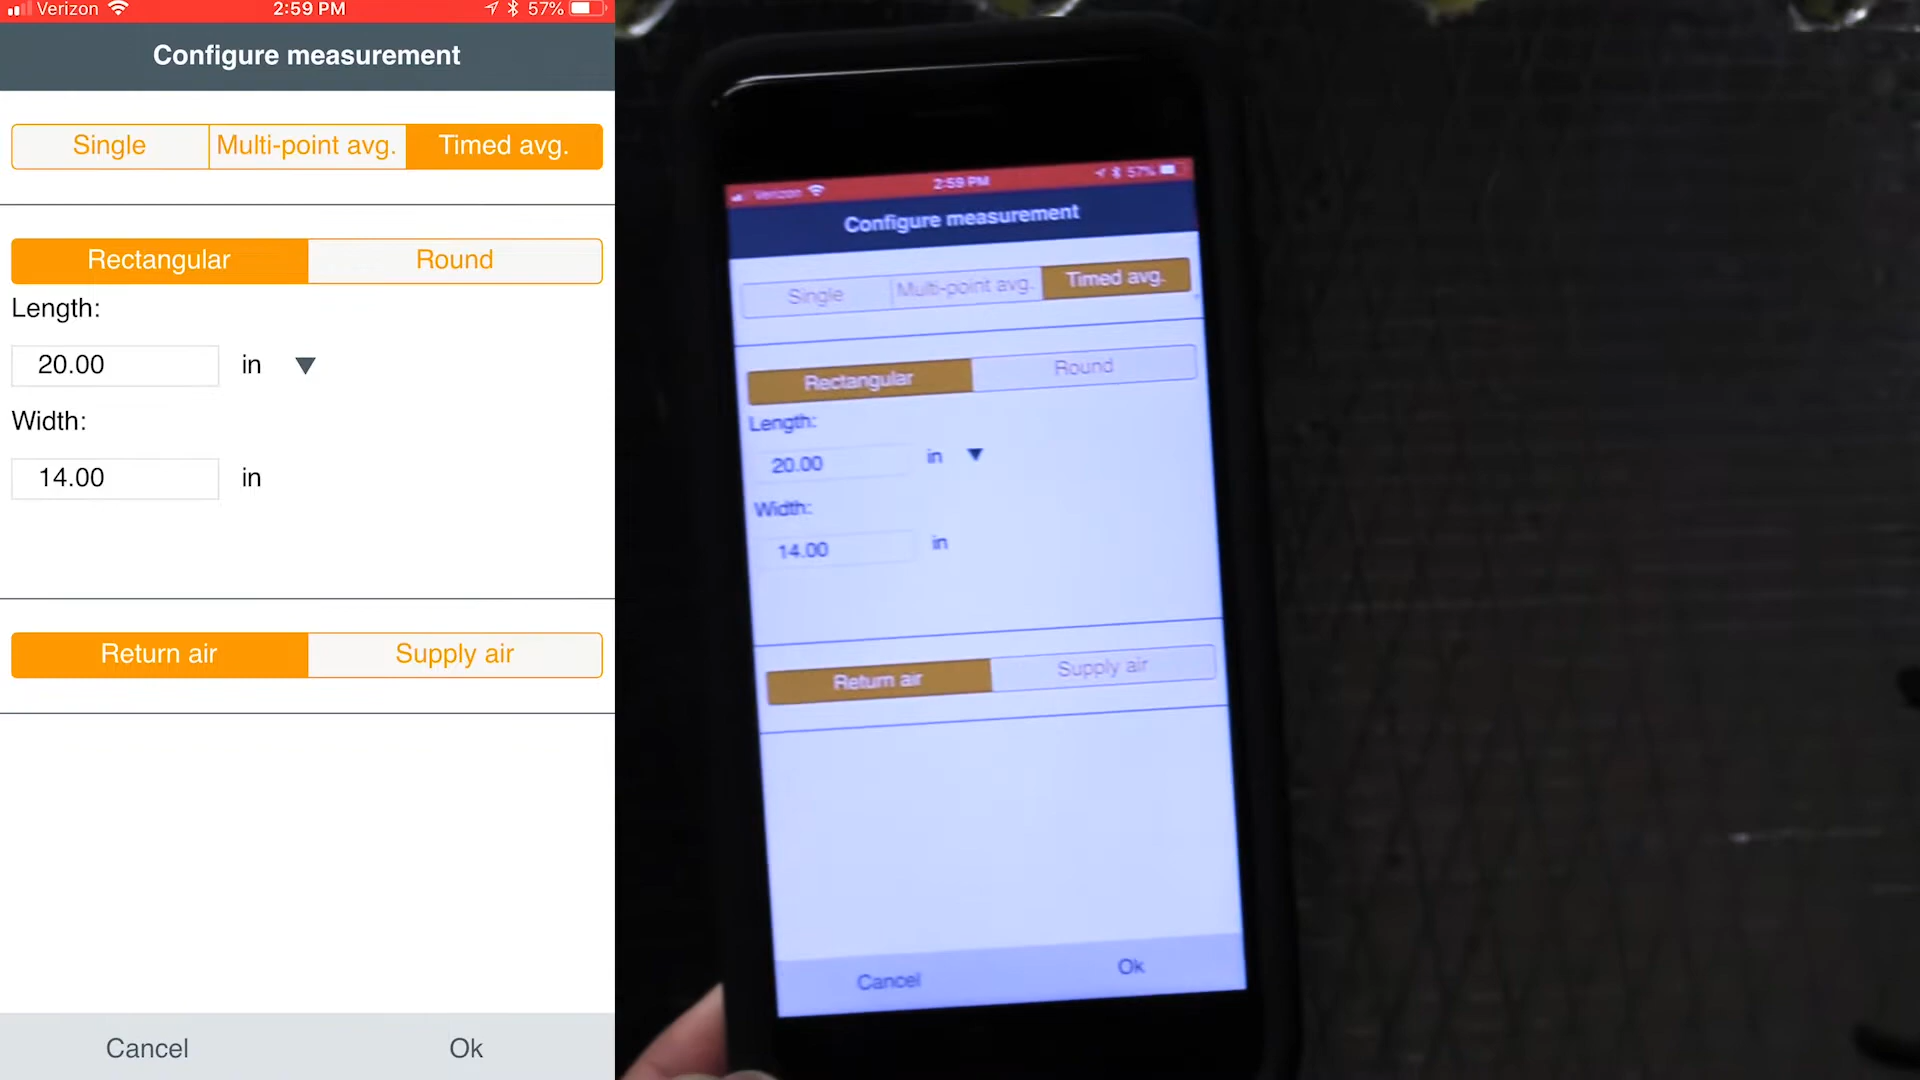 Verizon 2:59 PM 57%
Configure measurement
Single Multi-point avg. Timed avg.
Rectangular Round
Length:
20.00 in
Width:
14.00 in
Return air Supply air
Cancel Ok
Verizon 2:59 PM 57%
Configure measurement
Single Multi-point avg. Timed avg.
Rectangular Round
Length:
20.00 in
Width:
14.00 in
Return air Supply air
Cancel Ok